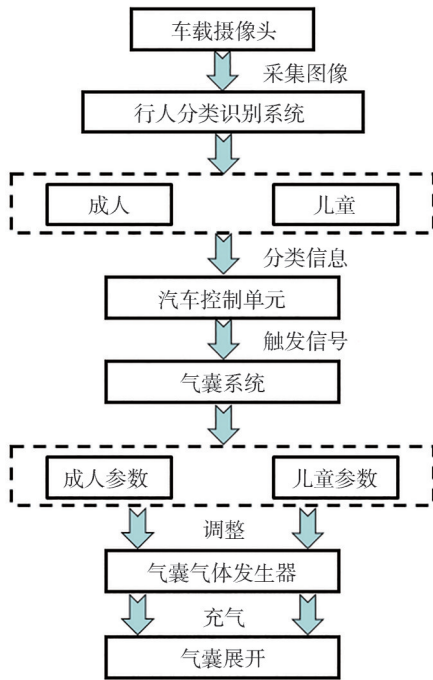 车载摄像头
采集图像
行人分类识别系统
成人
儿童
分类信息
汽车控制单元
触发信号
气囊系统
成人参数
儿童参数
调整
气囊气体发生器
充气
气囊展开